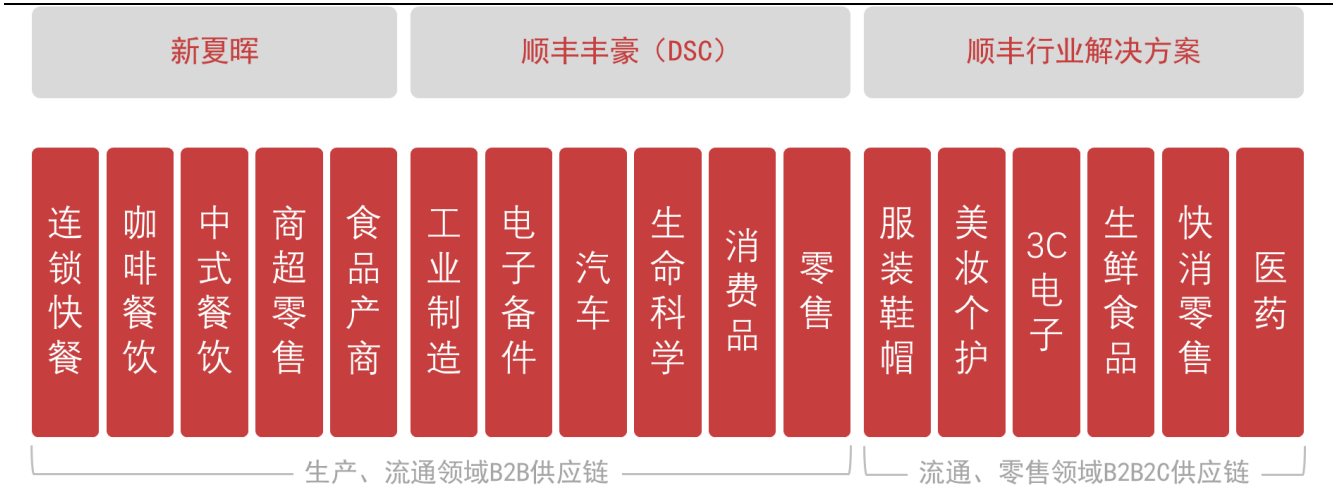 新夏晖
顺丰丰豪（DSC）
顺丰行业解决方案
连锁快餐
咖啡餐饮
中式餐饮
商超零售
食品产商
工业制造
电子备件
汽车
生命科学
消费品
零售
服装鞋帽
美妆个护
3C电子
生鲜食品
快消零售
医药
生产、流通领域B2B供应链
流通、零售领域B2B2C供应链